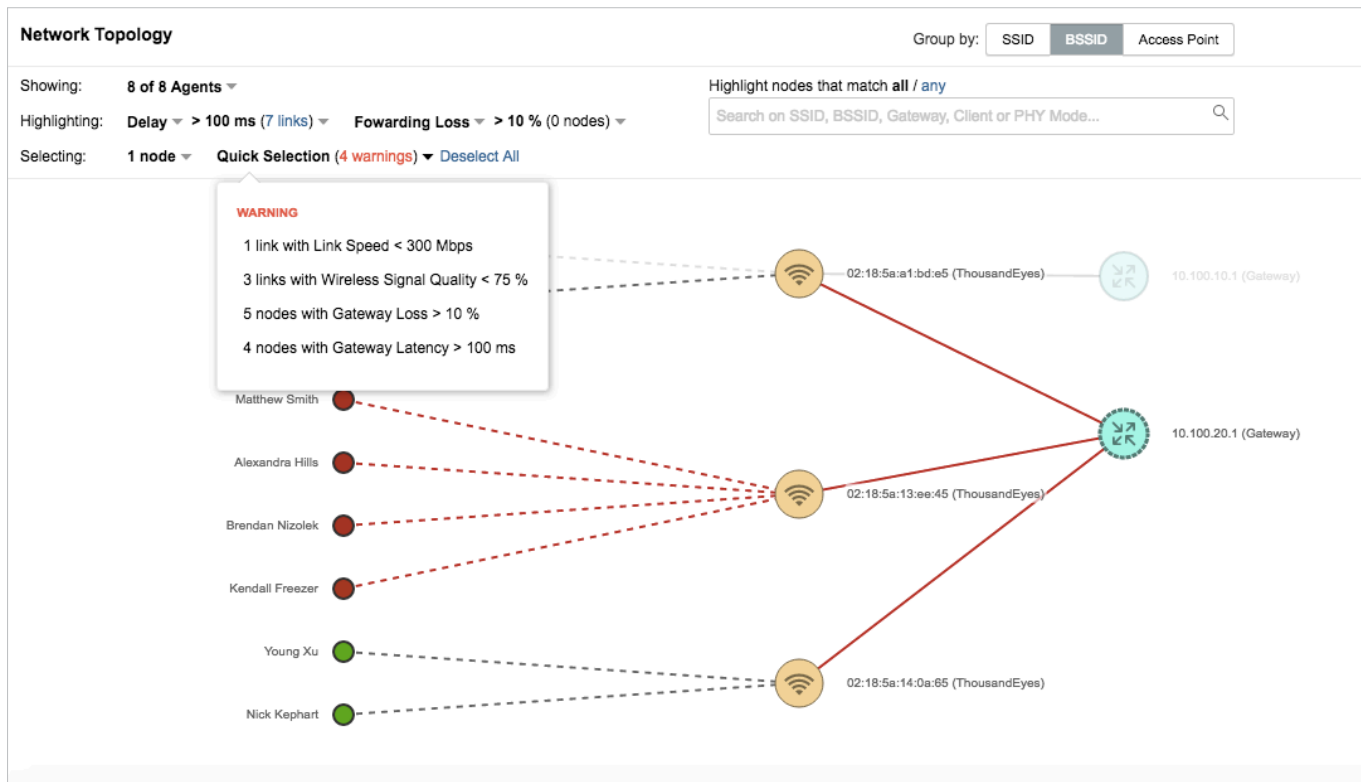 Network Topology
Group by: SSID BSSID Access Point
Showing: 8 of 8 Agents
Highlight nodes that match all / any
Highlighting: Delay > 100 ms (7 links) Fowarding Loss > 10 % (0 nodes)
Search on SSID, BSSID, Gateway, Client or PHY Mode...
Selecting: 1 node Quick Selection (4 warnings) Deselect All
WARNING
1 link with Link Speed < 300 Mbps
3 links with Wireless Signal Quality < 75 %
5 nodes with Gateway Loss > 10 %
4 nodes with Gateway Latency > 100 ms
02:18:5a:a1:bd:e5 (ThousandEyes)
10.100.10.1 (Gateway)
Matthew Smith
10.100.20.1 (Gateway)
Alexandra Hills
02:18:5a:13:ee:45 (ThousandEyes)
Brendan Nizolek
Kendall Freezer
Young Xu
02:18:5a:14:0a:65 (ThousandEyes)
Nick Kephart